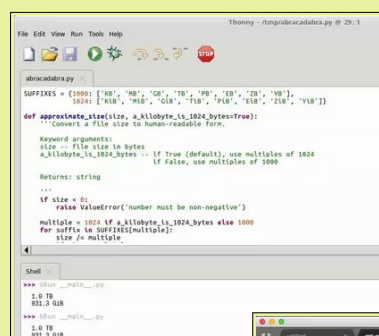 Thonny - /tmp/abracadabra.py @ 29: 1
File Edit View Run Tools Help
STOP
abracadabra.py
SUFFIXES = {1000: ['KB', 'MB', 'GB', 'TB', 'PB', 'EB', 'ZB', 'YB'],
1024: ['KiB', 'MiB', 'GiB', 'TiB', 'PiB', 'EiB', 'ZiB', 'YiB']}
def approximate_size(size, a_kilobyte_is_1024_bytes=True):
'''Convert a file size to human-readable form.
Keyword arguments:
size -- file size in bytes
a_kilobyte_is_1024_bytes -- if True (default), use multiples of 1024
if False, use multiples of 1000
Returns: string
'''
if size < 0:
raise ValueError('number must be non-negative')
multiple = 1024 if a_kilobyte_is_1024_bytes else 1000
for suffix in SUFFIXES[multiple]:
size /= multiple
Shell
>>> %Run __main__.py
1.0 TB
931.3 GiB
>>> %Run __main__.py
1.0 TB
931.3 GiB